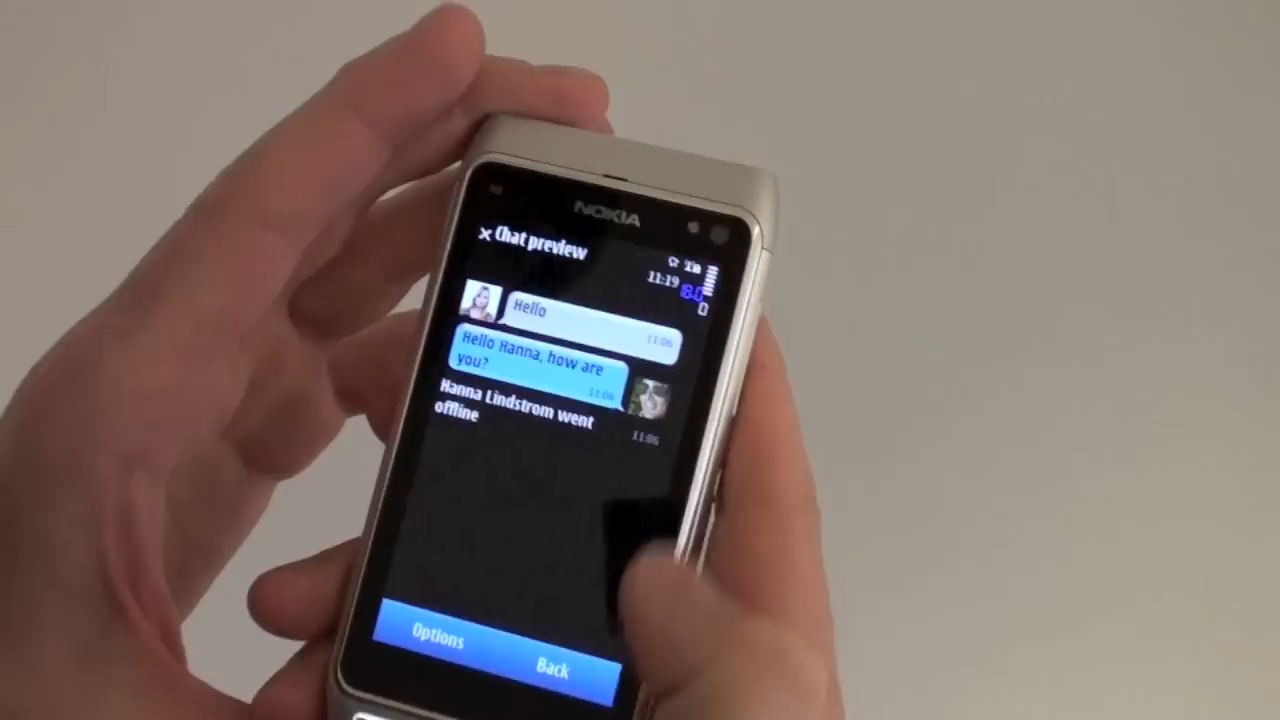 NOKIA
Chat preview
11:19
Hello
11:06
Hello Hanna, how are
you?
11:06
Hanna Lindstrom went
offline
11:06
Options
Back